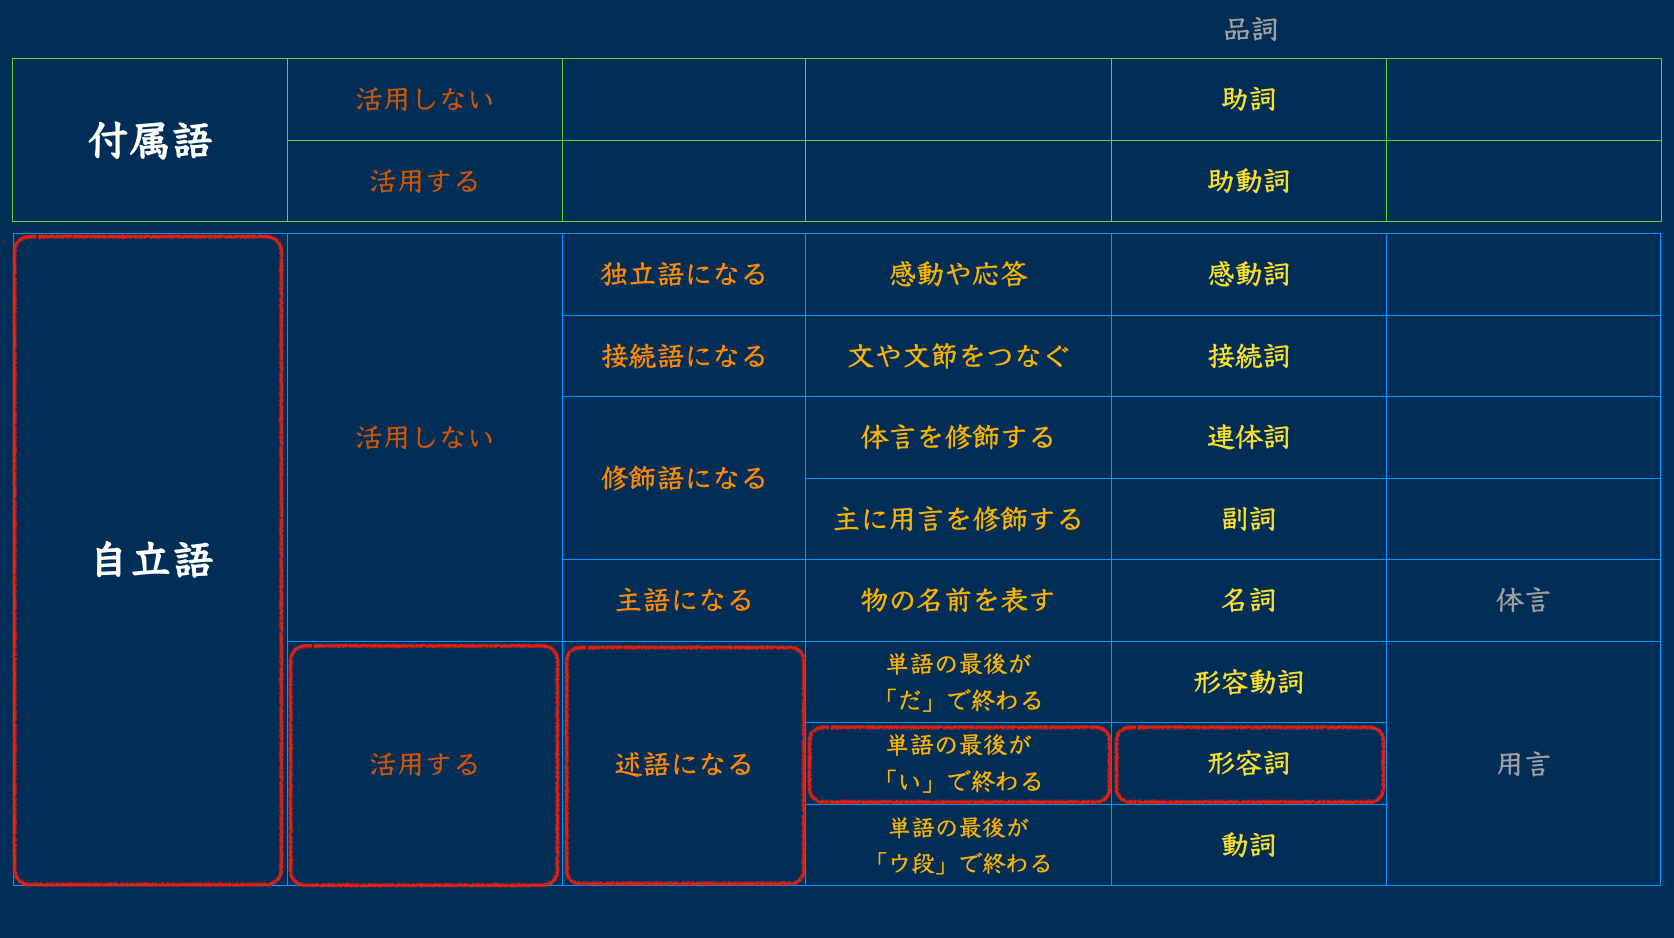 品詞
付属語
活用しない
助詞
活用する
助動詞
自立語
活用しない
独立語になる
感動や応答
感動詞
接続語になる
文や文節をつなぐ
接続詞
修飾語になる
体言を修飾する
連体詞
主に用言を修飾する
副詞
主語になる
物の名前を表す
名詞
体言
活用する
述語になる
単語の最後が
「だ」で終わる
形容動詞
単語の最後が
「い」で終わる
形容詞
用言
単語の最後が
「ウ段」で終わる
動詞